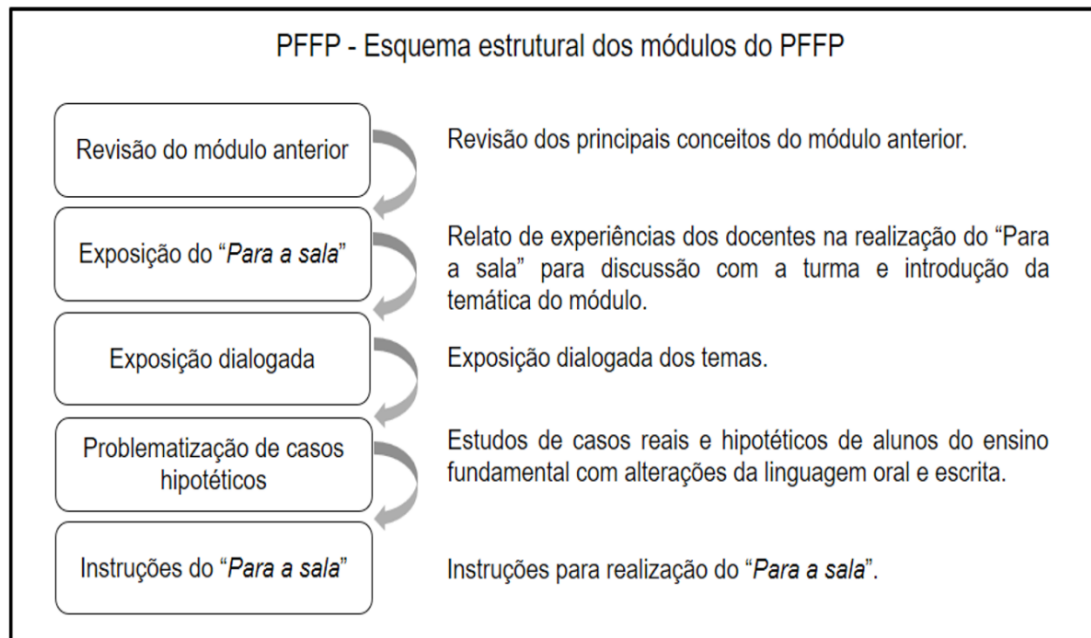 PFFP - Esquema estrutural dos módulos do PFFP
Revisão do módulo anterior
Revisão dos principais conceitos do módulo anterior.
Exposição do “Para a sala”
Relato de experiências dos docentes na realização do “Para
a sala” para discussão com a turma e introdução da
temática do módulo.
Exposição dialogada
Exposição dialogada dos temas.
Problematização de casos
hipotéticos
Estudos de casos reais e hipotéticos de alunos do ensino
fundamental com alterações da linguagem oral e escrita.
Instruções do “Para a sala”
Instruções para realização do “Para a sala”.